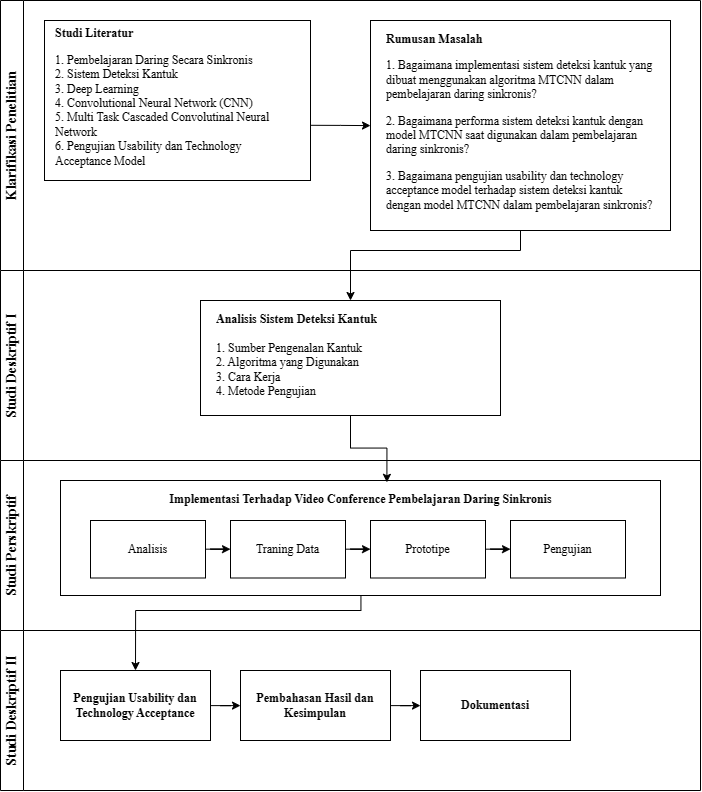 Klarifikasi Penelitian
Studi Literatur
1. Pembelajaran Daring Secara Sinkronis
2. Sistem Deteksi Kantuk
3. Deep Learning
4. Convolutional Neural Network (CNN)
5. Multi Task Cascaded Convolutinal Neural
Network
6. Pengujian Usability dan Technology
Acceptance Model
Rumusan Masalah
1. Bagaimana implementasi sistem deteksi kantuk yang
dibuat menggunakan algoritma MTCNN dalam
pembelajaran daring sinkronis?
2. Bagaimana performa sistem deteksi kantuk dengan
model MTCNN saat digunakan dalam pembelajaran
daring sinkronis?
3. Bagaimana pengujian usability dan technology
acceptance model terhadap sistem deteksi kantuk
dengan model MTCNN dalam pembelajaran sinkronis?
Studi Deskriptif I
Analisis Sistem Deteksi Kantuk
1. Sumber Pengenalan Kantuk
2. Algoritma yang Digunakan
3. Cara Kerja
4. Metode Pengujian
Studi Perskriptif
Implementasi Terhadap Video Conference Pembelajaran Daring Sinkronis
Analisis
Traning Data
Prototipe
Pengujian
Studi Deskriptif II
Pengujian Usability dan
Technology Acceptance
Pembahasan Hasil dan
Kesimpulan
Dokumentasi